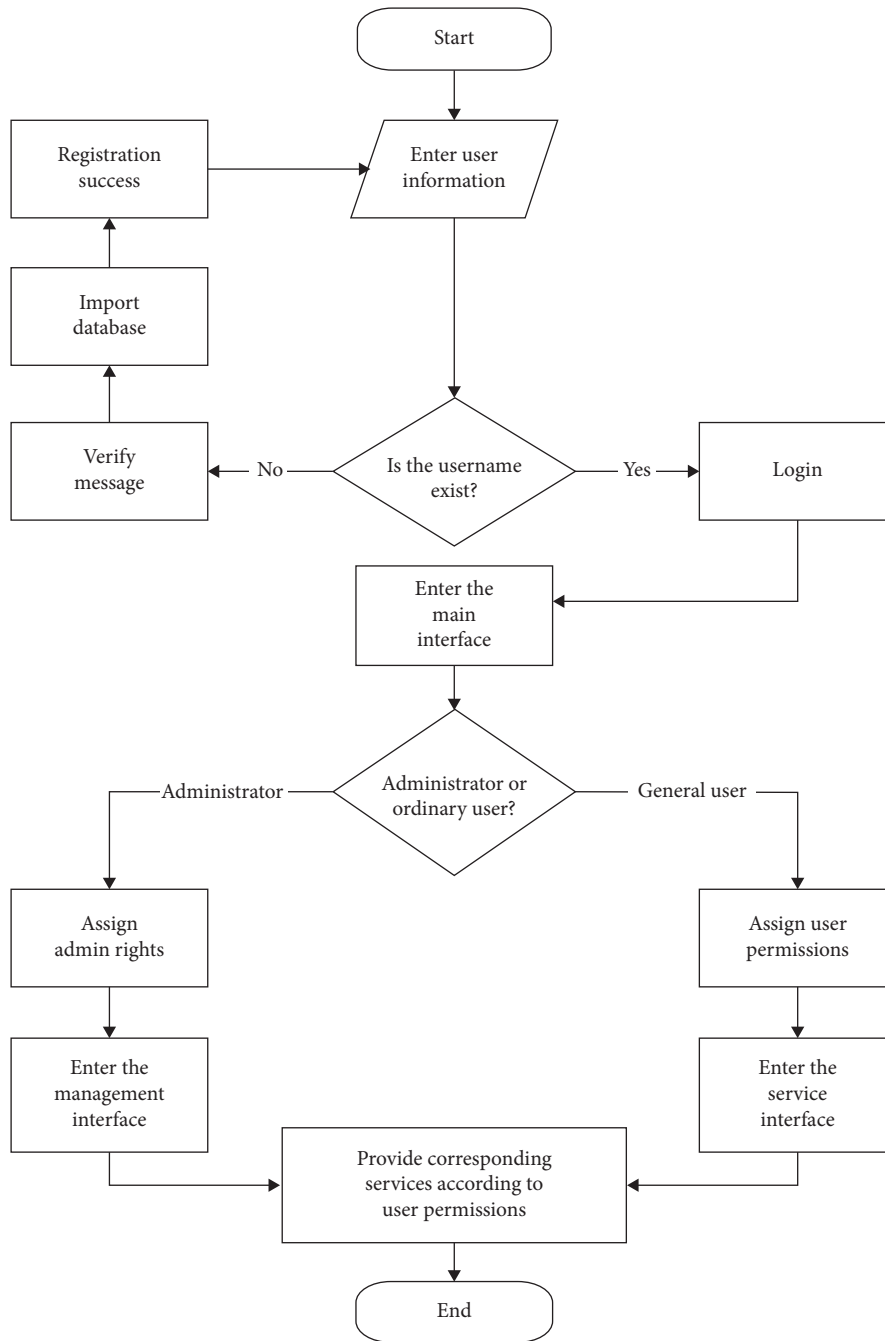 Start
Registration
success
Enter user
information
Import
database
Verify
message
No
Is the username
exist?
Yes
Login
Enter the
main
interface
Administrator
Administrator or
ordinary user?
General user
Assign
admin rights
Assign user
permissions
Enter the
management
interface
Enter the
service
interface
Provide corresponding
services according to
user permissions
End